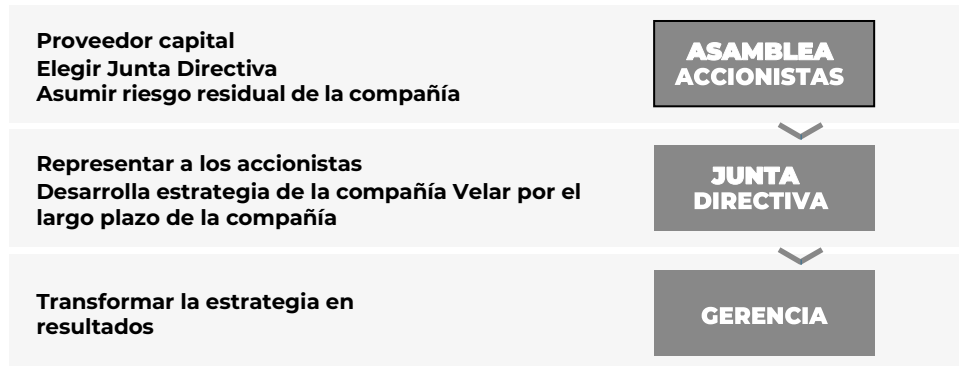 Proveedor capital
Elegir Junta Directiva
Asumir riesgo residual de la compañía
ASAMBLEA
ACCIONISTAS
Representar a los accionistas
Desarrolla estrategia de la compañía Velar por el
largo plazo de la compañía
JUNTA
DIRECTIVA
Transformar la estrategia en
resultados
GERENCIA